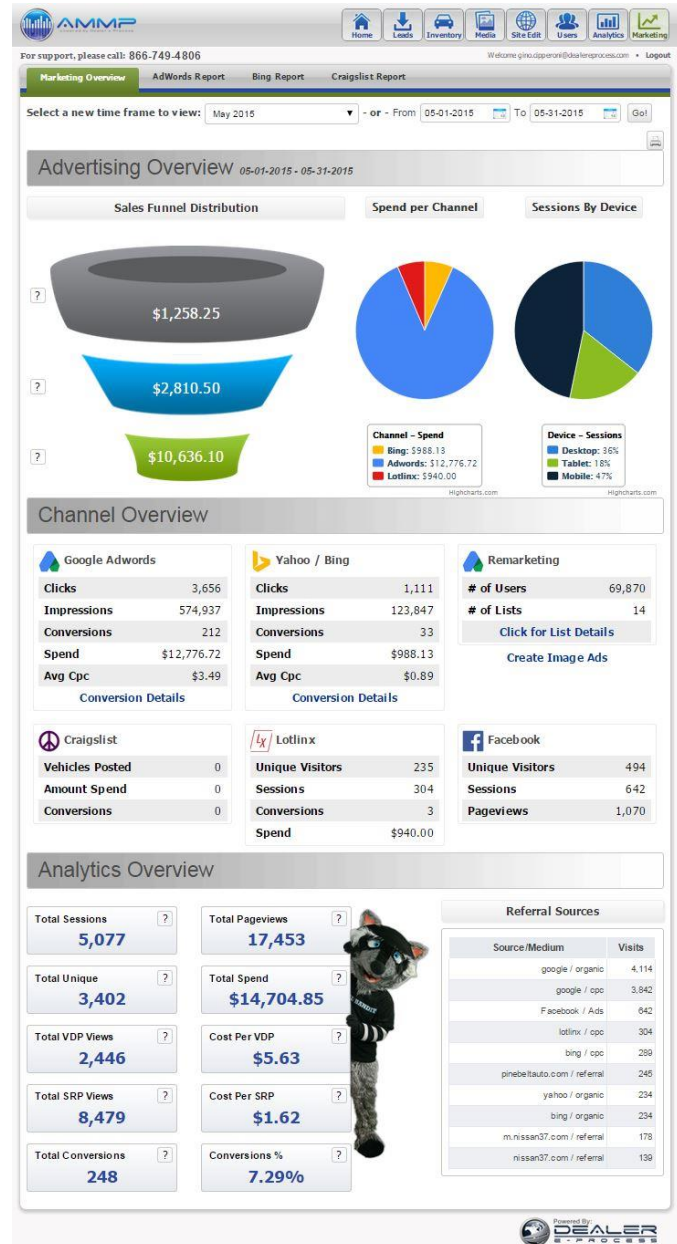 AMMP
Home Leads Inventory Media Site Edit Users Analytics Marketing
For support, please call: 866-749-4806
Logout
Marketing Overview AdWords Report Bing Report Craigslist Report
Select a new time frame to view: May 2015 - or - From 05-01-2015 To 05-31-2015 Go!
Advertising Overview 05-01-2015 - 05-31-2015
Sales Funnel Distribution
Spend per Channel
Sessions By Device
?
$1,258.25
?
$2,810.50
?
$10,636.10
Channel – Spend
Bing: $988.13
Adwords: $12,776.72
Lotlinx: $940.00
Highcharts.com
Device – Sessions
Desktop: 36%
Tablet: 18%
Mobile: 47%
Highcharts.com
Channel Overview
Google Adwords
Clicks 3,656
Impressions 574,937
Conversions 212
Spend $12,776.72
Avg Cpc $3.49
Conversion Details
Yahoo / Bing
Clicks 1,111
Impressions 123,847
Conversions 33
Spend $988.13
Avg Cpc $0.89
Conversion Details
Remarketing
# of Users 69,870
# of Lists 14
Click for List Details
Create Image Ads
Craigslist
Vehicles Posted 0
Amount Spend 0
Conversions 0
Lx Lotlinx
Unique Visitors 235
Sessions 304
Conversions 3
Spend $940.00
f Facebook
Unique Visitors 494
Sessions 642
Pageviews 1,070
Analytics Overview
Total Sessions ?
5,077
Total Pageviews ?
17,453
Total Unique ?
3,402
Total Spend ?
$14,704.85
Total VDP Views ?
2,446
Cost Per VDP ?
$5.63
Total SRP Views ?
8,479
Cost Per SRP ?
$1.62
Total Conversions ?
248
Conversions % ?
7.29%
BANDIT
Referral Sources
Source/Medium Visits
google / organic 4,114
google / cpc 3,842
Facebook / Ads 642
lotlinx / cpc 304
bing / cpc 289
pinebeltauto.com / referral 245
yahoo / organic 234
bing / organic 234
m.nissan37.com / referral 178
nissan37.com / referral 139
Powered By:
DEALER
E-PROCESS